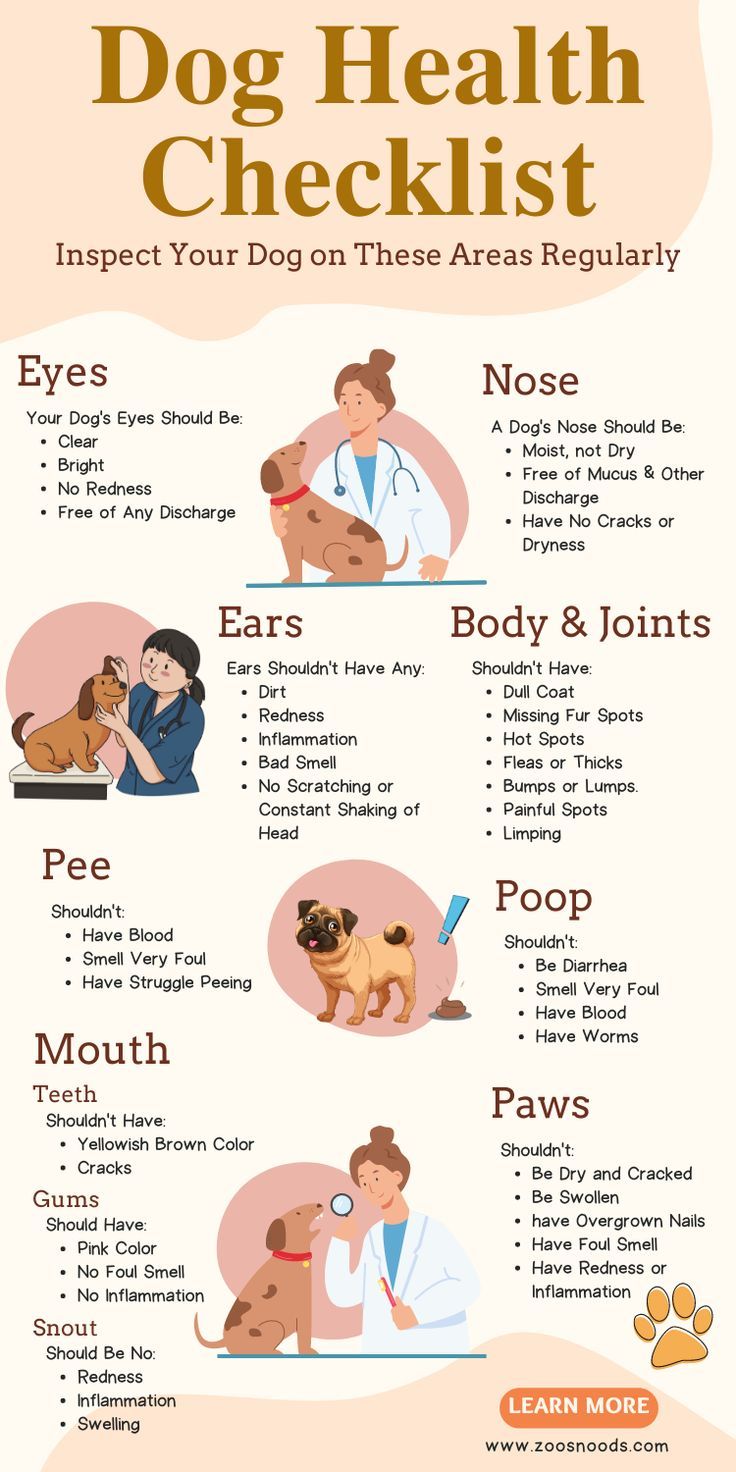 Dog Health
Checklist
Inspect Your Dog on These Areas Regularly
Eyes
Your Dog's Eyes Should Be:
• Clear
• Bright
• No Redness
• Free of Any Discharge
Nose
A Dog's Nose Should Be:
• Moist, not Dry
• Free of Mucus & Other
Discharge
• Have No Cracks or
Dryness
Ears
Ears Shouldn't Have Any:
• Dirt
• Redness
• Inflammation
• Bad Smell
• No Scratching or
Constant Shaking of
Head
Body & Joints
Shouldn't Have:
• Dull Coat
• Missing Fur Spots
• Hot Spots
• Fleas or Thicks
• Bumps or Lumps.
• Painful Spots
• Limping
Pee
Shouldn't:
• Have Blood
• Smell Very Foul
• Have Struggle Peeing
Poop
Shouldn't:
• Be Diarrhea
• Smell Very Foul
• Have Blood
• Have Worms
Mouth
Teeth
Shouldn't Have:
• Yellowish Brown Color
• Cracks
Gums
Should Have:
• Pink Color
• No Foul Smell
• No Inflammation
Snout
Should Be No:
• Redness
• Inflammation
• Swelling
Paws
Shouldn't:
• Be Dry and Cracked
• Be Swollen
• have Overgrown Nails
• Have Foul Smell
• Have Redness or
Inflammation
LEARN MORE
www.zoosnoods.com